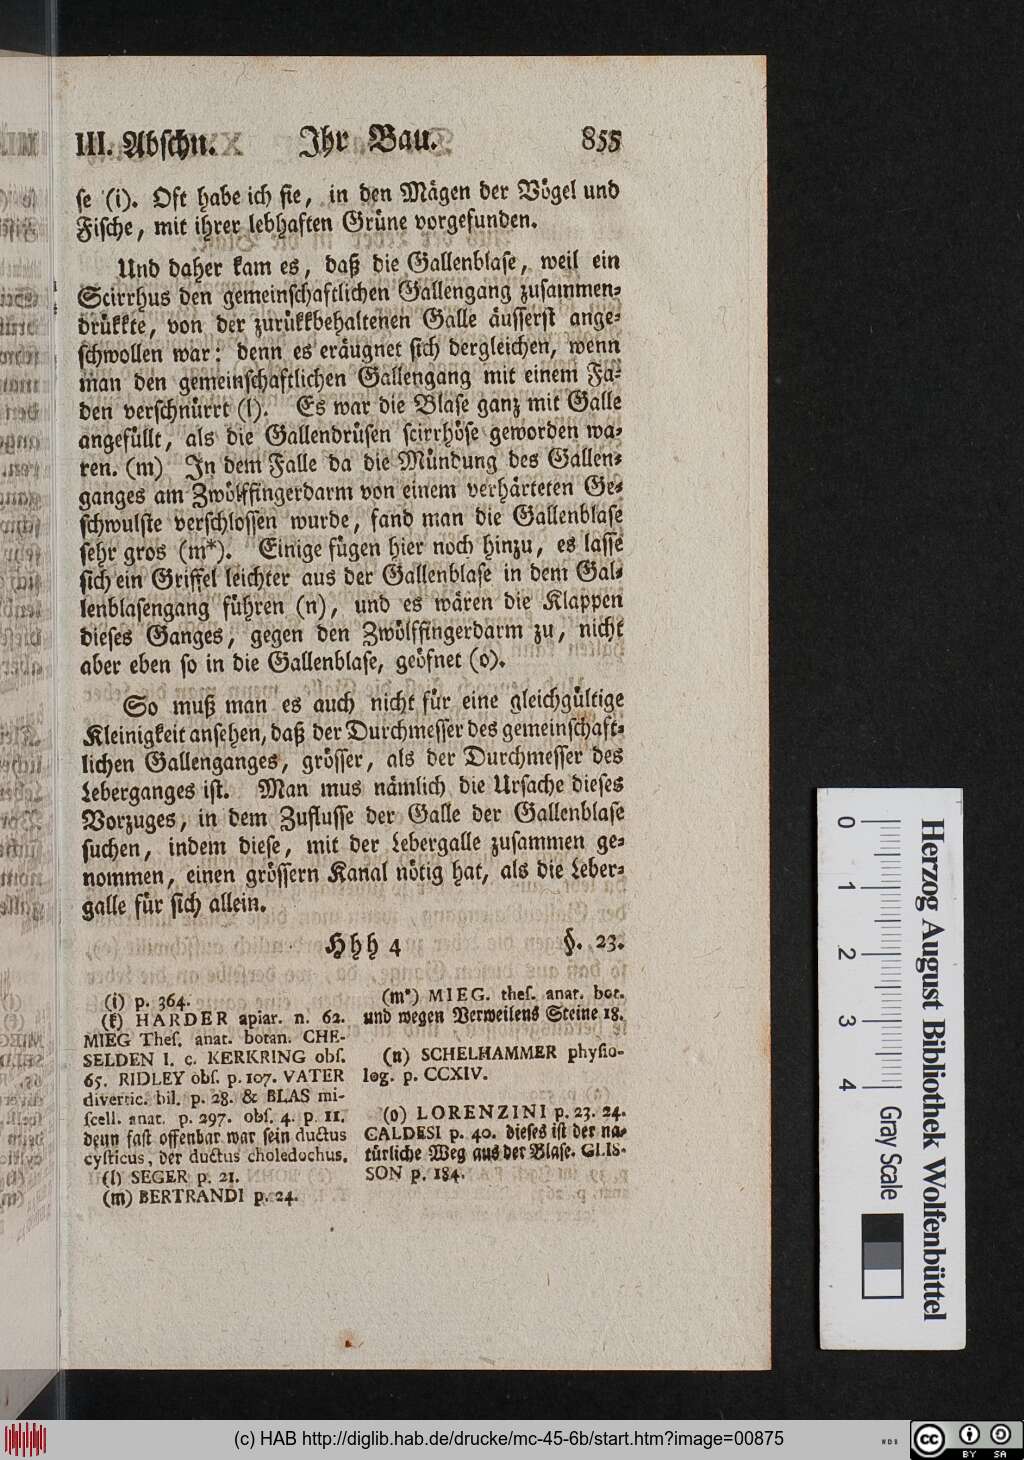 III. Abschn. Ihr Bau. 855
se (i). Oft habe ich sie, in den Mägen der Vögel und
Fische, mit ihrer lebhaften Grüne vorgefunden.
Und daher kam es, daß die Gallenblase, weil ein
Scirrhus den gemeinschaftlichen Gallengang zusammen-
drükkte, von der zurükkbehaltenen Galle äusserst ange-
schwollen war: denn es eräugnet sich dergleichen, wenn
man den gemeinschaftlichen Gallengang mit einem Fa-
den verschnürrt (l). Es war die Blase ganz mit Galle
angefüllt, als die Gallendrüsen scirrhöse geworden wa-
ren. (m) In dem Falle da die Mündung des Gallen-
ganges am Zwölffingerdarm von einem verhärteten Ge-
schwulste verschlossen wurde, fand man die Gallenblase
sehr gros (m*). Einige fügen hier noch hinzu, es lasse
sich ein Griffel leichter aus der Gallenblase in dem Gal-
lenblasengang führen (n), und es wären die Klappen
dieses Ganges, gegen den Zwölffingerdarm zu, nicht
aber eben so in die Gallenblase, geöfnet (o).
So muß man es auch nicht für eine gleichgültige
Kleinigkeit ansehen, daß der Durchmesser des gemeinschaft-
lichen Gallenganges, grösser, als der Durchmesser des
Leberganges ist. Man mus nämlich die Ursache dieses
Vorzuges, in dem Zuflusse der Galle der Gallenblase
suchen, indem diese, mit der Lebergalle zusammen ge-
nommen, einen grössern Kanal nötig hat, als die Leber-
galle für sich allein.
Hhh 4 §. 23.
(i) p. 364.
(k) HARDER apiar. n. 62.
MIEG Thes. anat. botan. CHE-
SELDEN l. c. KERKRING obs.
65. RIDLEY obs. p. 107. VATER
divertic. bil. p. 28. & BLAS mi-
scell. anat. p. 297. obs. 4. p. 11.
denn fast offenbar war sein ductus
cysticus, der ductus choledochus.
(l) SEGER p. 21.
(m) BERTRANDI p. 24.
(m*) MIEG. thes. anat. bot.
und wegen Verweilens Steine 18.
(n) SCHELHAMMER physio-
log. p. CCXIV.
(o) LORENZINI p. 23. 24.
CALDESI p. 40. dieses ist der na-
türliche Weg aus der Blase. GLIS-
SON p. 184.
0 1 2 3 4
Gray Scale
Herzog August Bibliothek Wolfenbüttel
(c) HAB http://diglib.hab.de/drucke/mc-45-6b/start.htm?image=00875
WDB
cc BY SA